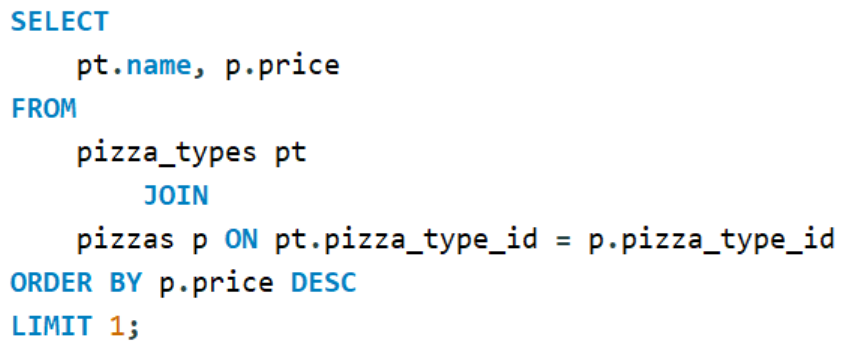 SELECT
    pt.name, p.price
FROM
    pizza_types pt
        JOIN
    pizzas p ON pt.pizza_type_id = p.pizza_type_id
ORDER BY p.price DESC
LIMIT 1;